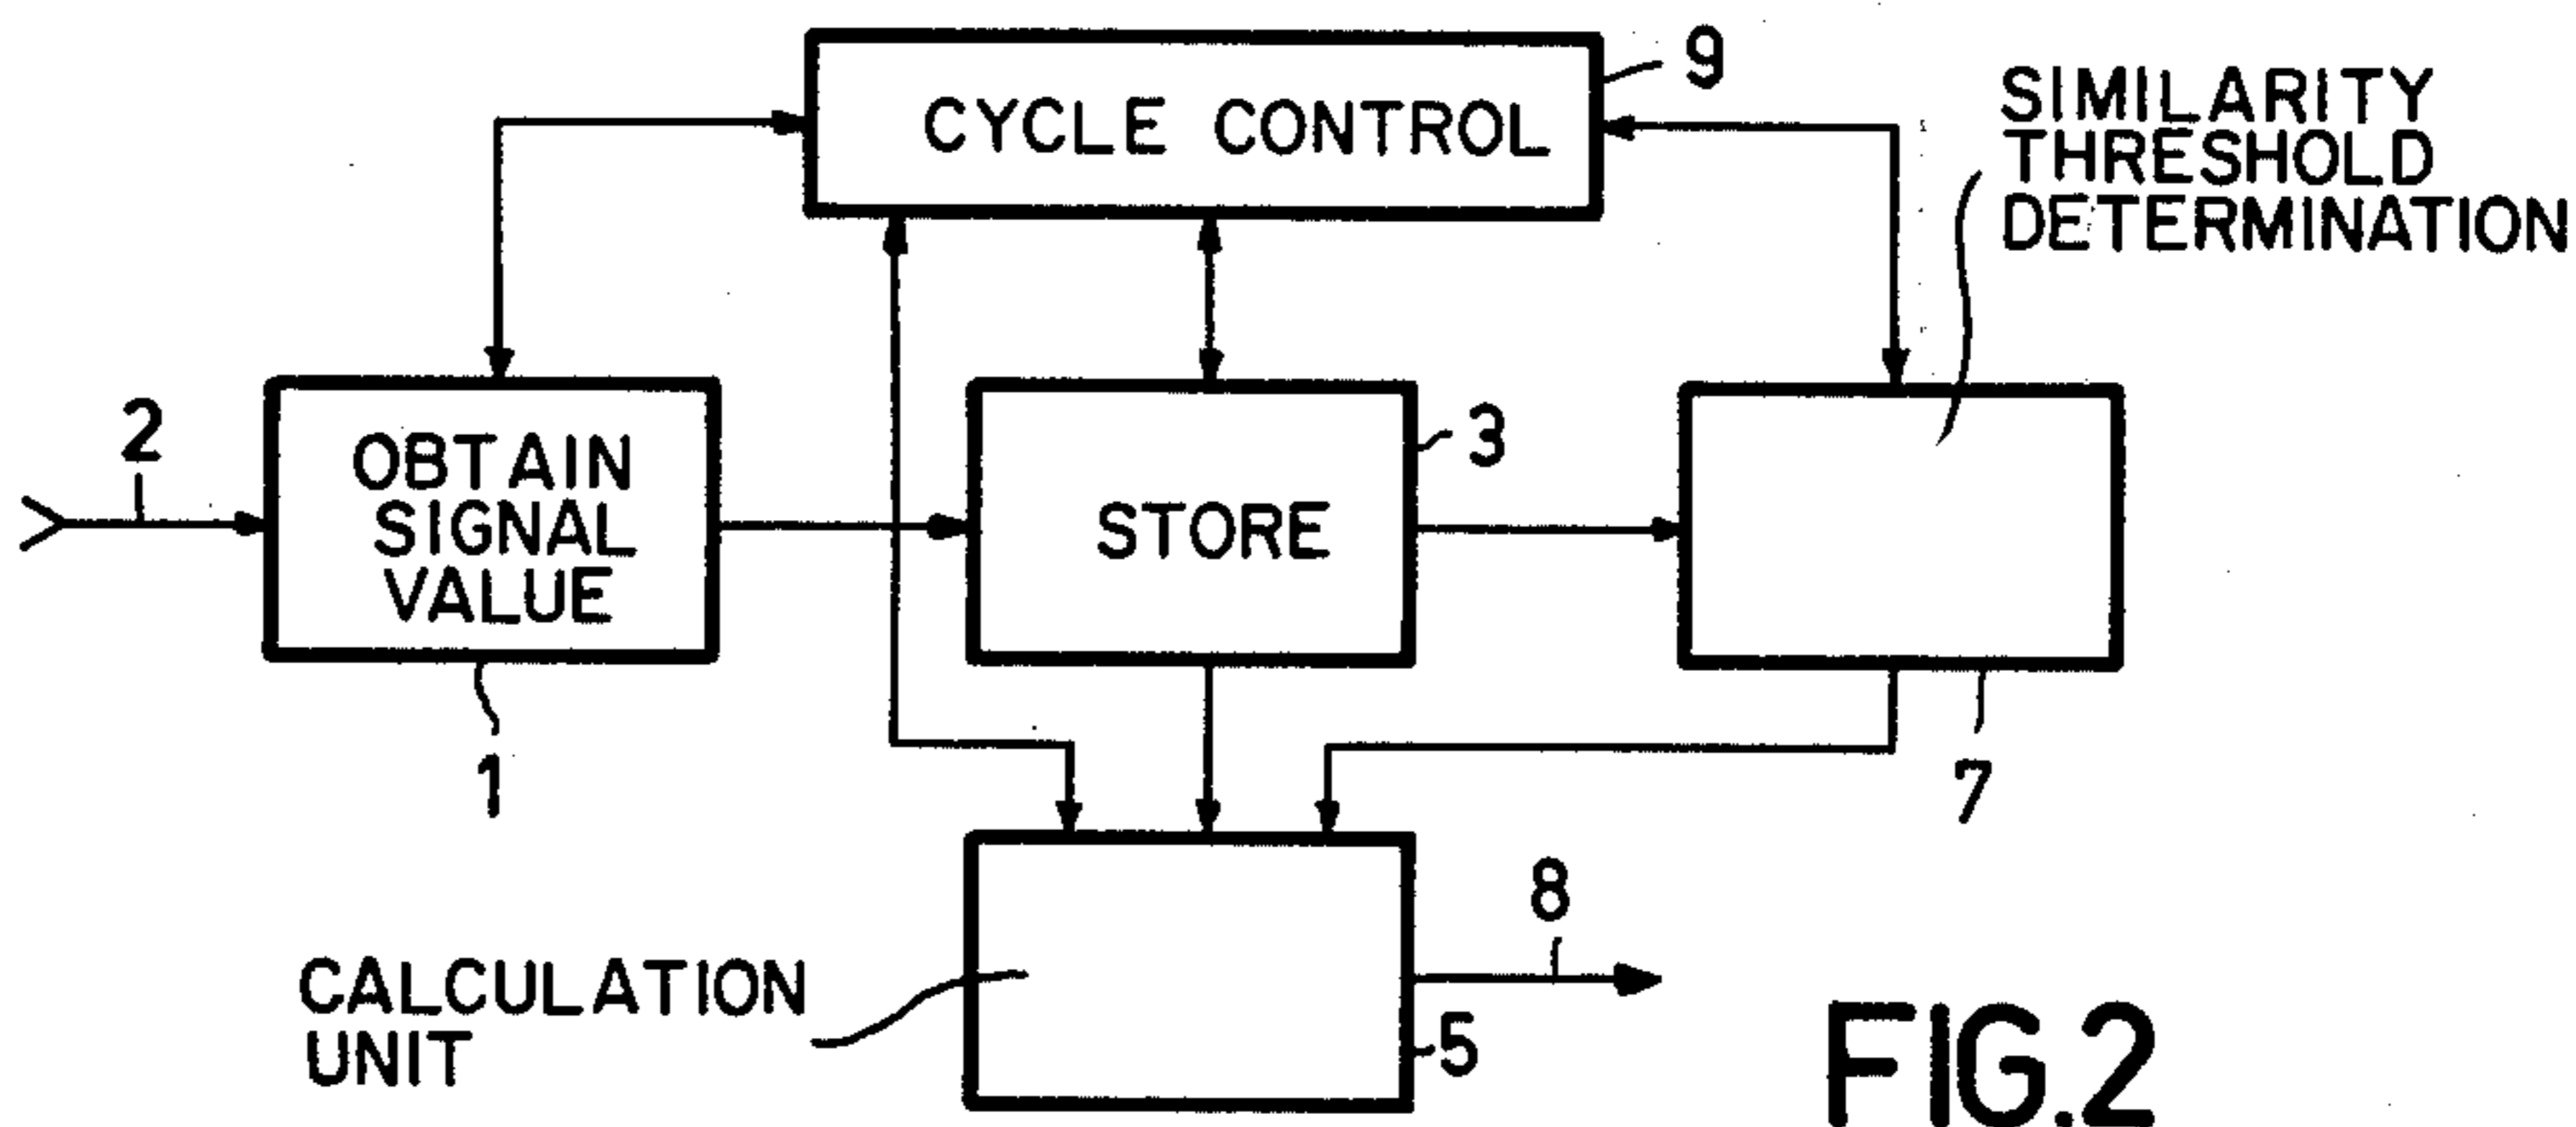 CYCLE CONTROL
9
SIMILARITY
THRESHOLD
DETERMINATION
2
OBTAIN
SIGNAL
VALUE
1
STORE
3
7
CALCULATION
UNIT
8
5
FIG.2